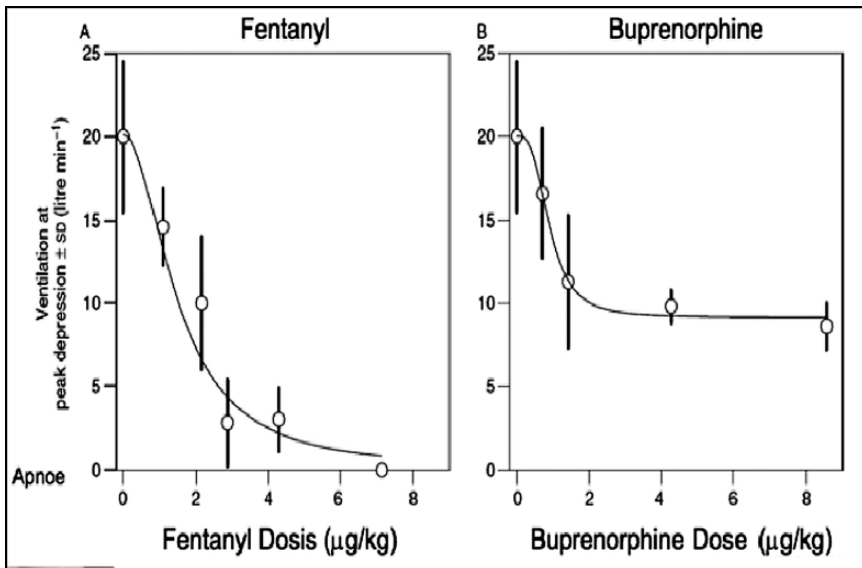 A
Fentanyl
B
Buprenorphine
Ventilation at
peak depression ± SD (litre min⁻¹)
25
20
15
10
5
0
Apnoe
0 2 4 6 8
Fentanyl Dosis (μg/kg)
25
20
15
10
5
0
0 2 4 6 8
Buprenorphine Dose (μg/kg)